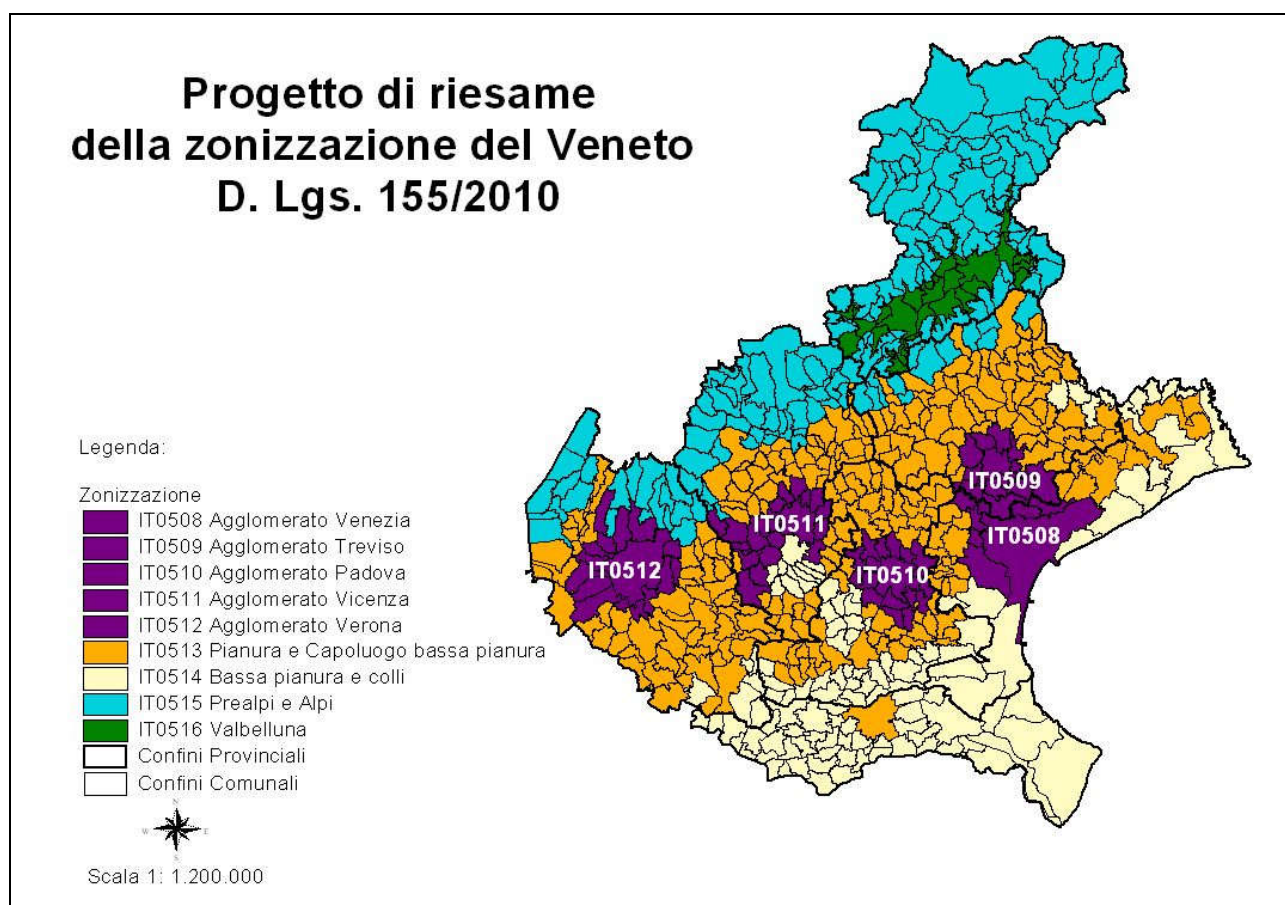 Progetto di riesame
della zonizzazione del Veneto
D. Lgs. 155/2010
IT0509
IT0508
IT0511
IT0510
IT0512
Legenda:
Zonizzazione
IT0508 Agglomerato Venezia
IT0509 Agglomerato Treviso
IT0510 Agglomerato Padova
IT0511 Agglomerato Vicenza
IT0512 Agglomerato Verona
IT0513 Pianura e Capoluogo bassa pianura
IT0514 Bassa pianura e colli
IT0515 Prealpi e Alpi
IT0516 Valbelluna
Confini Provinciali
Confini Comunali
N
W E
S
Scala 1: 1.200.000